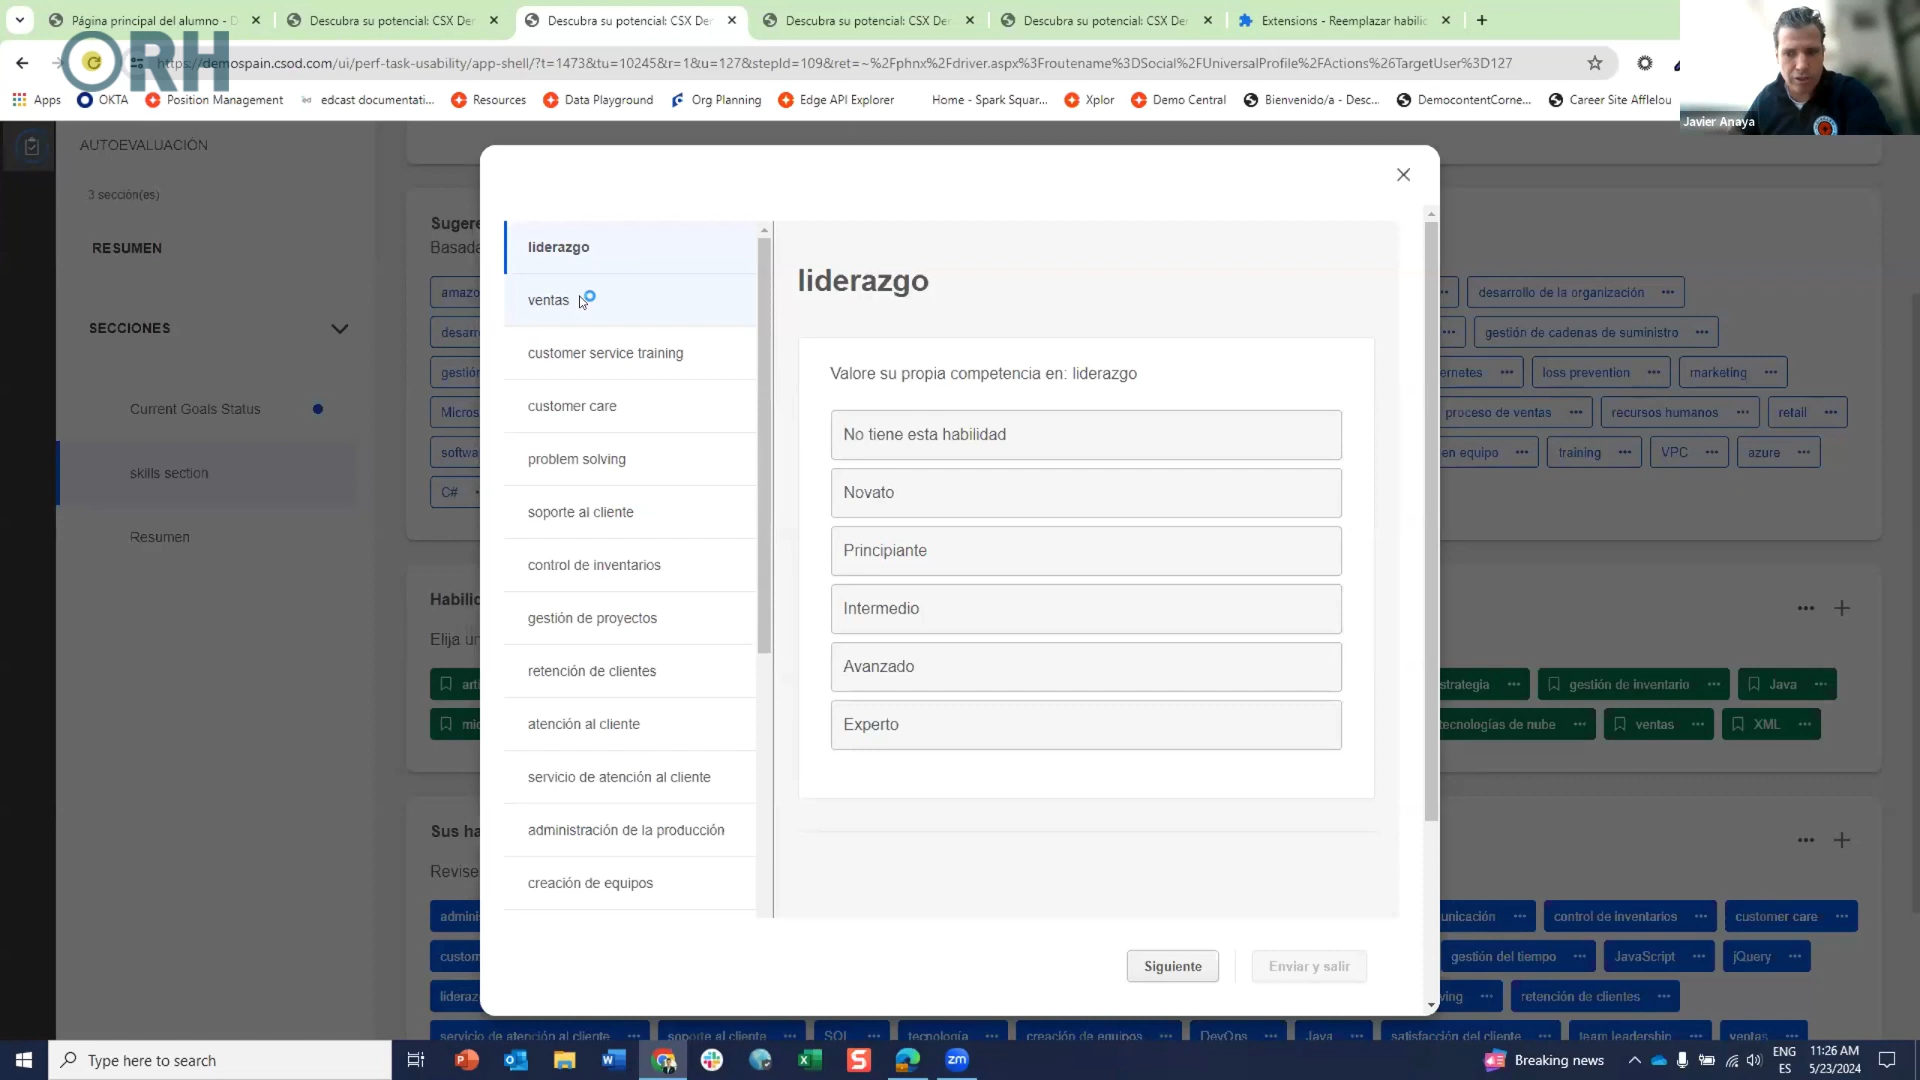 Página principal del alumno - D
Descubra su potencial: CSX Der
Descubra su potencial: CSX Der
Descubra su potencial: CSX Der
Descubra su potencial: CSX Der
Extensions - Reemplazar habilic
ORH
https://demospain.csod.com/ui/perf-task-usability/app-shell/?t=1473&tu=10245&r=1&u=127&stepId=109&ret=~%2Fphnx%2Fdriver.aspx%3Froutename%3DSocial%2FUniversalProfile%2FActions%26TargetUser%3D127
Apps
OKTA
Position Management
edcast documentati...
Resources
Data Playground
Org Planning
Edge API Explorer
Home - Spark Squar...
Xplor
Demo Central
Bienvenido/a - Desc...
DemocontentCorne...
Career Site Afflelou
Javier Anaya
AUTOEVALUACIÓN
3 sección(es)
RESUMEN
SECCIONES
Current Goals Status
skills section
Resumen
Sugere
Basada
amazo
desarr
gestión
Micros
softwa
C#
desarrollo de la organización
gestión de cadenas de suministro
ernetes
loss prevention
marketing
proceso de ventas
recursos humanos
retail
en equipo
training
VPC
azure
Habilid
Elija un
arti
mic
strategia
gestión de inventario
Java
tecnologías de nube
ventas
XML
Sus ha
Revise
admini
custom
lideraz
unicación
control de inventarios
customer care
gestión del tiempo
JavaScript
jQuery
ving
retención de clientes
servicio de atención al cliente
soporte al cliente
SQL
tecnología
creación de equipos
DevOps
Java
satisfacción del cliente
team leadership
ventas
liderazgo
ventas
customer service training
customer care
problem solving
soporte al cliente
control de inventarios
gestión de proyectos
retención de clientes
atención al cliente
servicio de atención al cliente
administración de la producción
creación de equipos
liderazgo
Valore su propia competencia en: liderazgo
No tiene esta habilidad
Novato
Principiante
Intermedio
Avanzado
Experto
Siguiente
Enviar y salir
Type here to search
Breaking news
ENG
ES
11:26 AM
5/23/2024